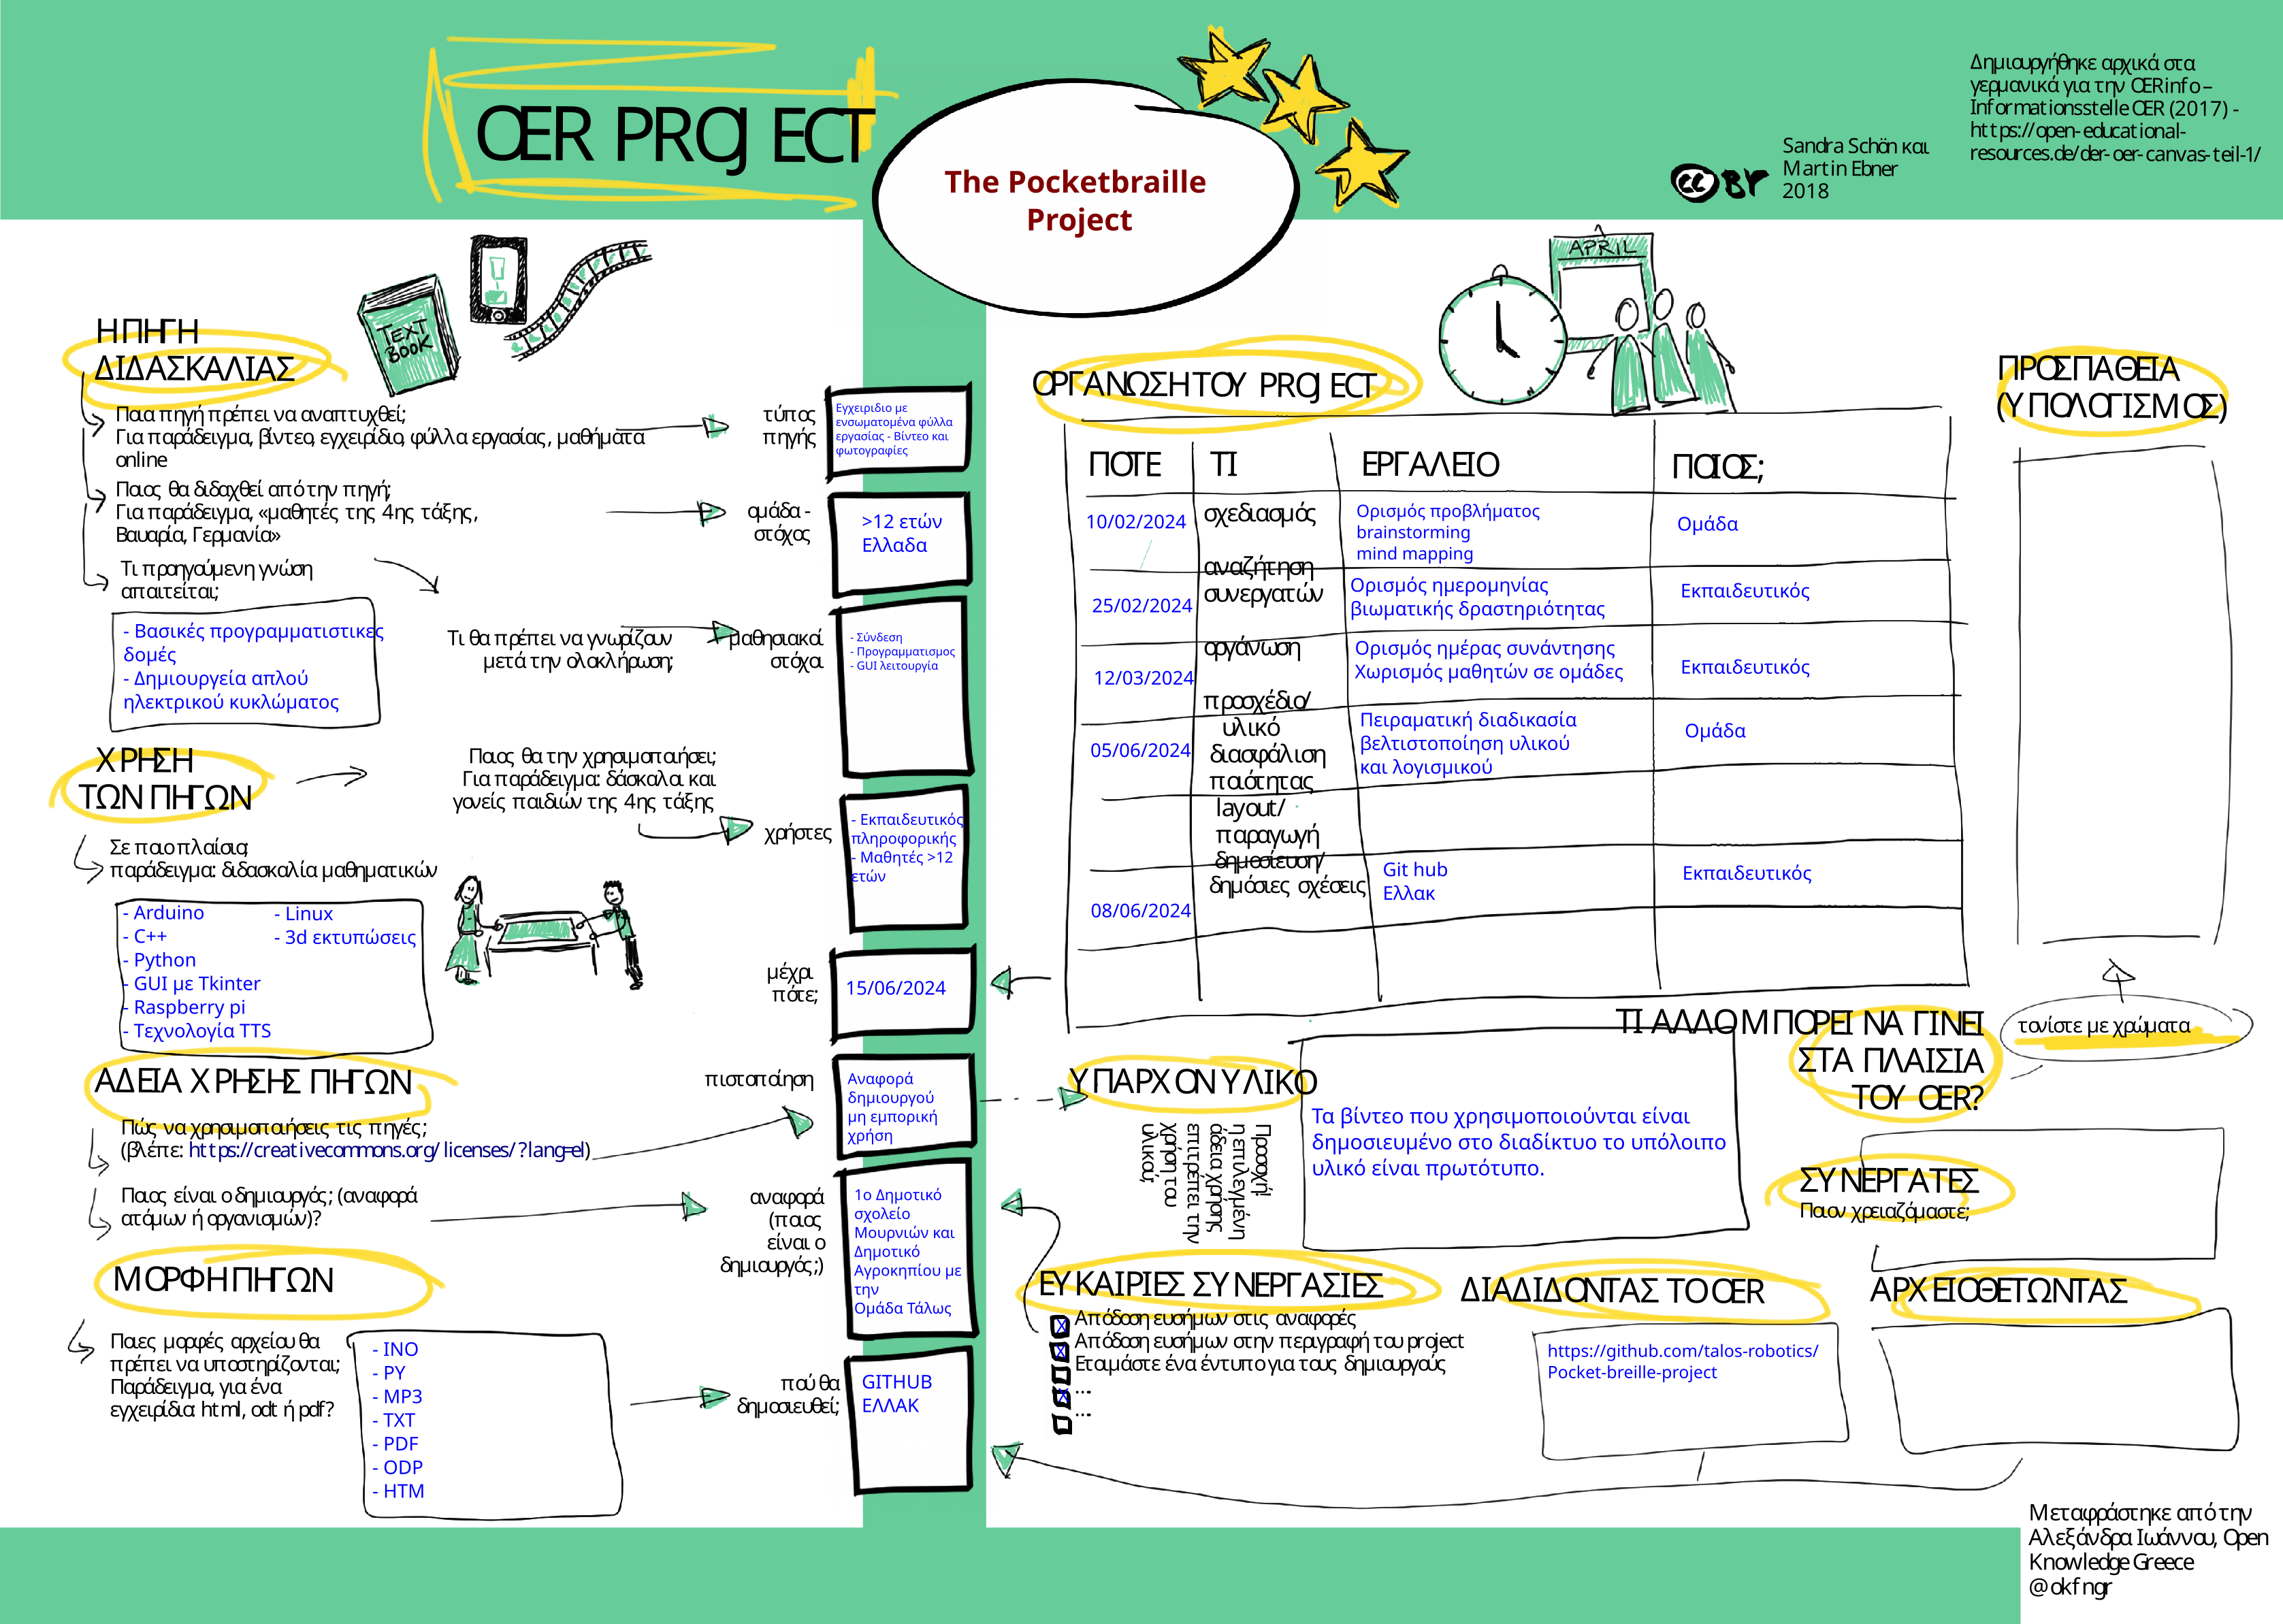 OER PROJECT
The Pocketbraille
Project
Sandra Schön και
Martin Ebner
2018
CC BY
Δημιουργήθηκε αρχικά στα
γερμανικά για την OERinfo –
Informationsstelle OER (2017) -
https://open-educational-
resources.de/der-oer-canvas-teil-1/
TEXT
BOOK
Η ΠΗΓΗ
ΔΙΔΑΣΚΑΛΙΑΣ
Ποια πηγή πρέπει να αναπτυχθεί;
Για παράδειγμα, βίντεο, εγχειρίδιο, φύλλα εργασίας, μαθήματα
online
τύπος
πηγής
Εγχειριδιο με
ενσωματομένα φύλλα
εργασίας - Βίντεο και
φωτογραφίες
Ποιος θα διδαχθεί από την πηγή;
Για παράδειγμα, «μαθητές της 4ης τάξης,
Βαυαρία, Γερμανία»
ομάδα -
στόχος
>12 ετών
Ελλαδα
Τι προηγούμενη γνώση
απαιτείται;
- Βασικές προγραμματιστικες
δομές
- Δημιουργεία απλού
ηλεκτρικού κυκλώματος
Τι θα πρέπει να γνωρίζουν
μετά την ολοκλήρωση;
μαθησιακοί
στόχοι
- Σύνδεση
- Προγραμματισμος
- GUI λειτουργία
ΧΡΗΣΗ
ΤΩΝ ΠΗΓΩΝ
Ποιος θα την χρησιμοποιήσει;
Για παράδειγμα: δάσκαλοι και
γονείς παιδιών της 4ης τάξης
χρήστες
- Εκπαιδευτικός
πληροφορικής
- Μαθητές >12
ετών
Σε ποιο πλαίσιο;
παράδειγμα: διδασκαλία μαθηματικών
- Arduino
- C++
- Python
- GUI με Tkinter
- Raspberry pi
- Τεχνολογία TTS
- Linux
- 3d εκτυπώσεις
μέχρι
πότε;
15/06/2024
ΑΔΕΙΑ ΧΡΗΣΗΣ ΠΗΓΩΝ
Πώς να χρησιμοποιήσεις τις πηγές;
(βλέπε: https://creativecommons.org/licenses/?lang=el)
πιστοποίηση
Αναφορά
δημιουργού
μη εμπορική
χρήση
Ποιος είναι ο δημιουργός; (αναφορά
ατόμων ή οργανισμών)?
αναφορά
(ποιος
είναι ο
δημιουργός;)
1ο Δημοτικό
σχολείο
Μουρνιών και
Δημοτικό
Αγροκηπίου με
την
Ομάδα Τάλως
ΜΟΡΦΗ ΠΗΓΩΝ
Ποιες μορφές αρχείου θα
πρέπει να υποστηρίζονται;
Παράδειγμα, για ένα
εγχειρίδιο: html, odt ή pdf?
- INO
- PY
- MP3
- TXT
- PDF
- ODP
- HTM
πού θα
δημοσιευθεί;
GITHUB
ΕΛΛΑΚ
APRIL
ΟΡΓΑΝΩΣΗ ΤΟΥ PROJECT
ΠΟΤΕ
ΤΙ
ΕΡΓΑΛΕΙΟ
ΠΟΙΟΣ;
10/02/2024
σχεδιασμός
Ορισμός προβλήματος
brainstorming
mind mapping
Ομάδα
25/02/2024
αναζήτηση
συνεργατών
Ορισμός ημερομηνίας
βιωματικής δραστηριότητας
Εκπαιδευτικός
12/03/2024
οργάνωση
Ορισμός ημέρας συνάντησης
Χωρισμός μαθητών σε ομάδες
Εκπαιδευτικός
05/06/2024
προσχέδιο/
υλικό
διασφάλιση
ποιότητας
Πειραματική διαδικασία
βελτιστοποίηση υλικού
και λογισμικού
Ομάδα
layout/
παραγωγή
δημοσίευση/
δημόσιες σχέσεις
08/06/2024
Git hub
Ελλακ
Εκπαιδευτικός
ΠΡΟΣΠΑΘΕΙΑ
(ΥΠΟΛΟΓΙΣΜΟΣ)
τονίστε με χρώματα
ΥΠΑΡΧΟΝ ΥΛΙΚΟ
Προσοχή!
η επιλεγμένη
άδεια χρήσης
επιτρέπει την
χρήση του
υλικού;
Τα βίντεο που χρησιμοποιούνται είναι
δημοσιευμένο στο διαδίκτυο το υπόλοιπο
υλικό είναι πρωτότυπο.
ΤΙ ΑΛΛΟ ΜΠΟΡΕΙ ΝΑ ΓΙΝΕΙ
ΣΤΑ ΠΛΑΙΣΙΑ
ΤΟΥ OER?
ΣΥΝΕΡΓΑΤΕΣ
Ποιον χρειαζόμαστε;
ΕΥΚΑΙΡΙΕΣ ΣΥΝΕΡΓΑΣΙΕΣ
X Απόδοση ευσήμων στις αναφορές
X Απόδοση ευσήμων στην περιγραφή του project
Ετοιμάστε ένα έντυπο για τους δημιουργούς
X ...
...
ΔΙΑΔΙΔΟΝΤΑΣ ΤΟ OER
https://github.com/talos-robotics/
Pocket-breille-project
ΑΡΧΕΙΟΘΕΤΩΝΤΑΣ
Μεταφράστηκε από την
Αλεξάνδρα Ιωάννου, Open
Knowledge Greece
@okfngr